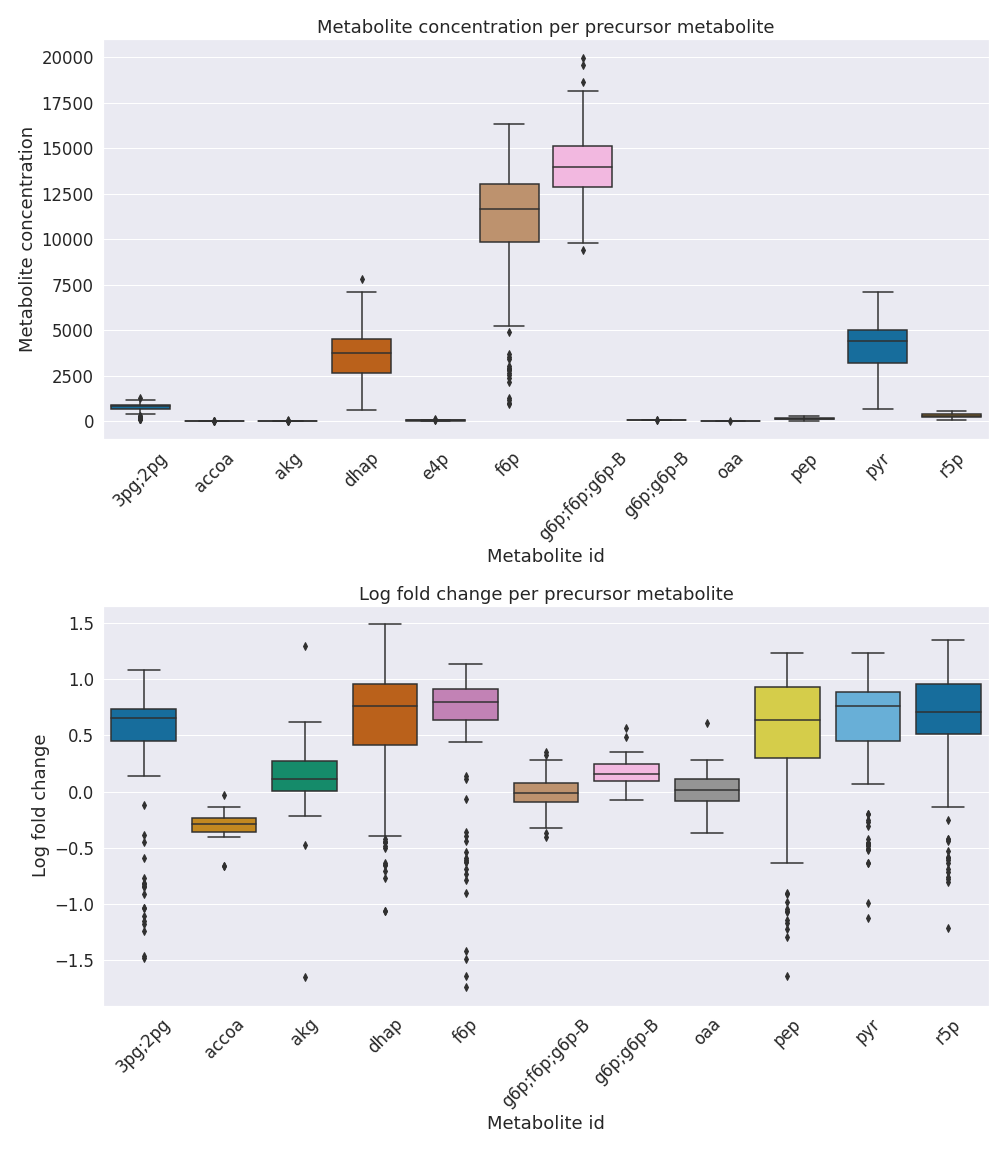 Metabolite concentration per precursor metabolite
Metabolite concentration
20000
17500
15000
12500
10000
7500
5000
2500
0
3pg;2pg
accoa
akg
dhap
e4p
f6p
g6p;f6p;g6p-B
g6p;g6p-B
oaa
pep
pyr
r5p
Metabolite id
Log fold change per precursor metabolite
Log fold change
1.5
1.0
0.5
0.0
−0.5
−1.0
−1.5
3pg;2pg
accoa
akg
dhap
f6p
g6p;f6p;g6p-B
g6p;g6p-B
oaa
pep
pyr
r5p
Metabolite id